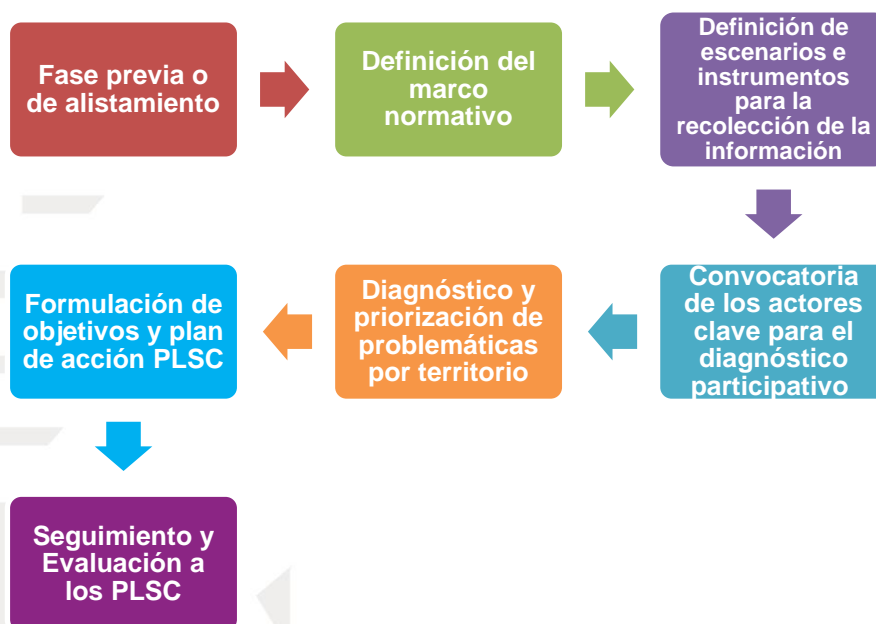 Fase previa o
de alistamiento
Definición del
marco
normativo
Definición de
escenarios e
instrumentos
para la
recolección de la
información
Convocatoria
de los actores
clave para el
diagnóstico
participativo
Diagnóstico y
priorización de
problemáticas
por territorio
Formulación de
objetivos y plan
de acción PLSC
Seguimiento y
Evaluación a
los PLSC